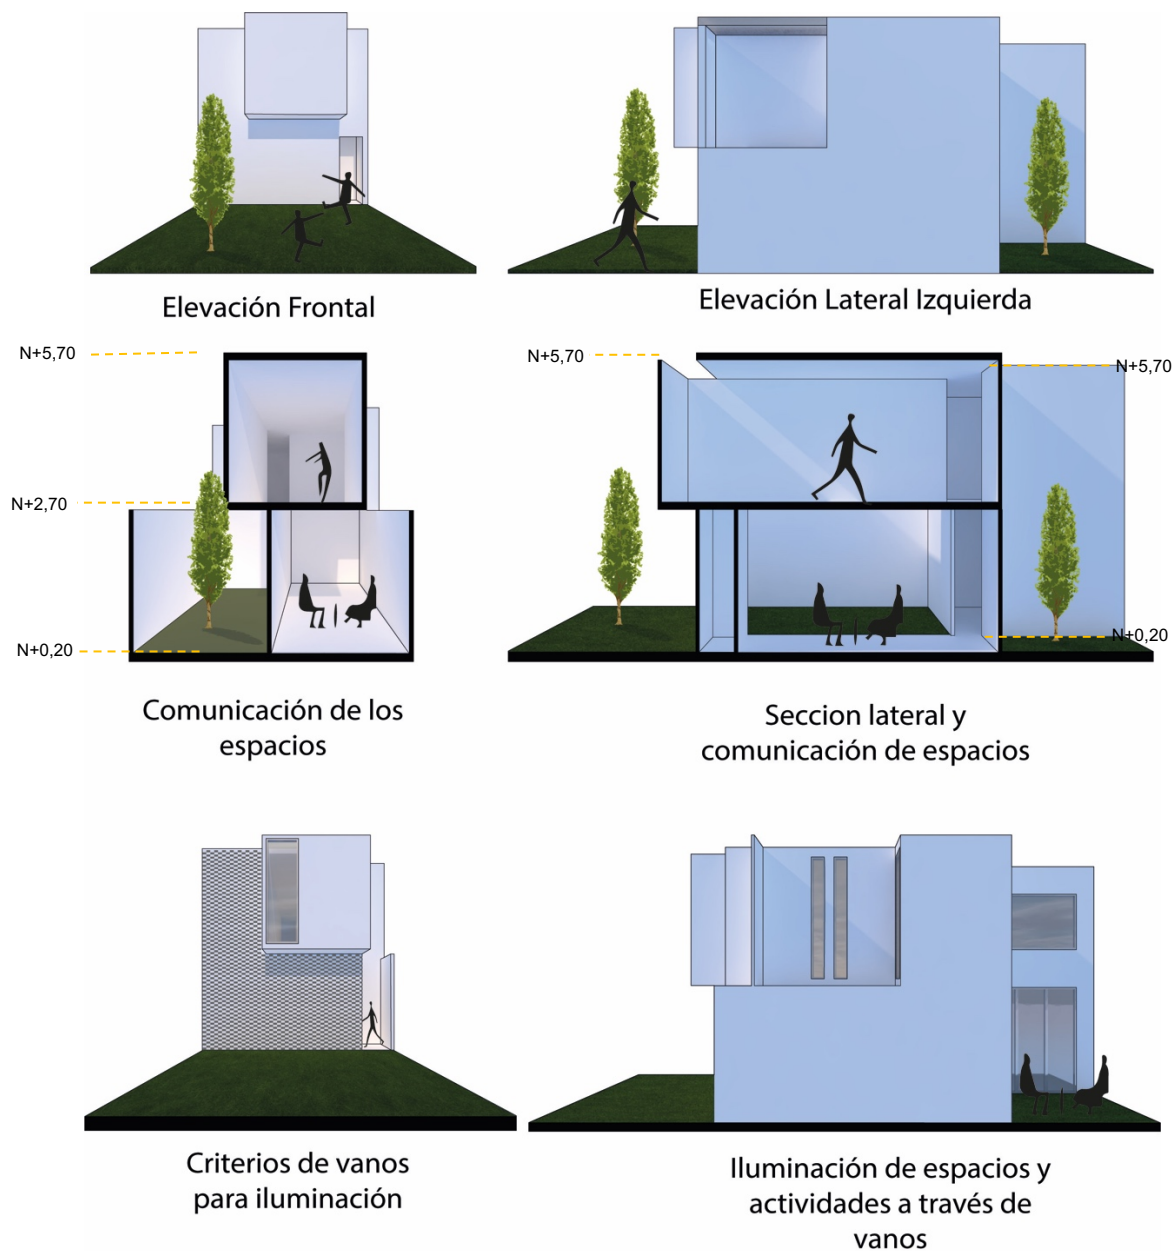 Elevación Frontal
Elevación Lateral Izquierda
N+5,70
N+5,70
N+5,70
N+2,70
N+0,20
N+0,20
Comunicación de los
espacios
Seccion lateral y
comunicación de espacios
Criterios de vanos
para iluminación
Iluminación de espacios y
actividades a través de
vanos